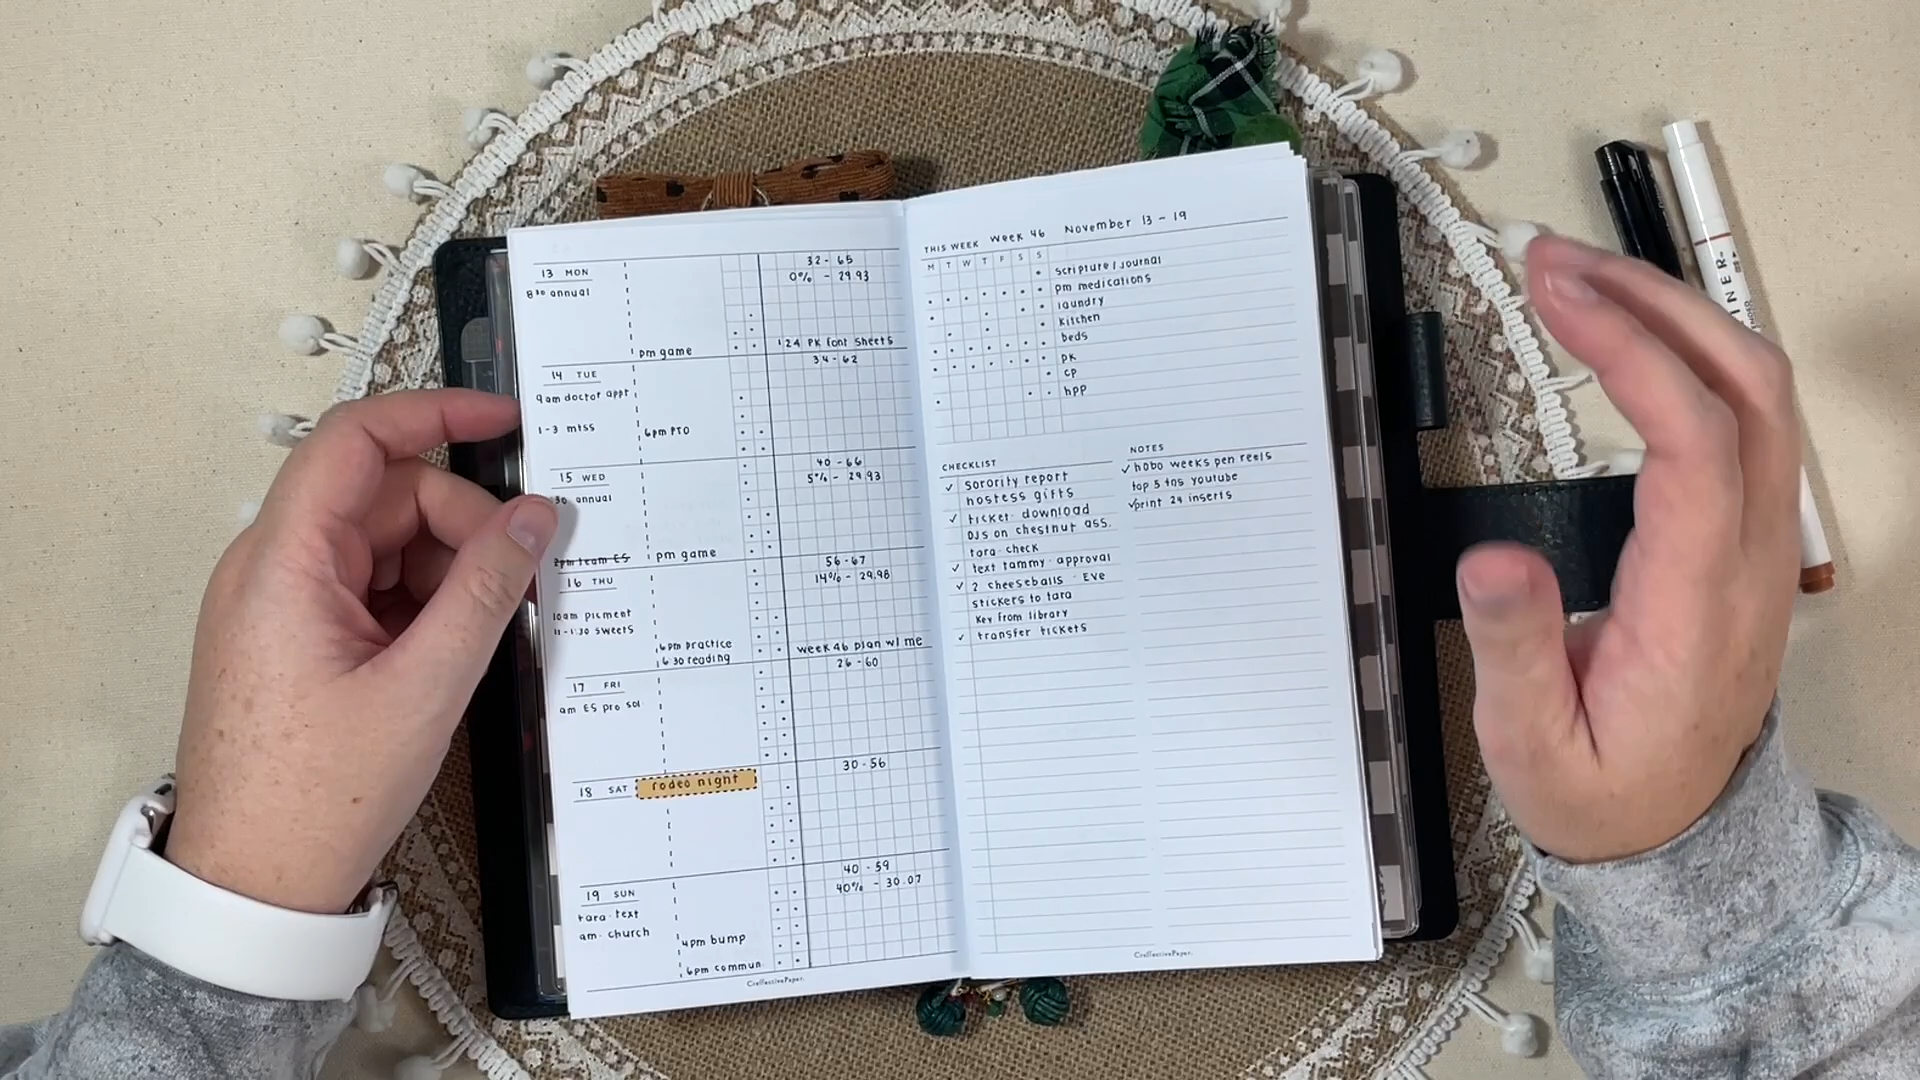 13 MON
32 - 65
0% - 29.93
8³⁰ annual
pm game
'24 PK font sheets
14 TUE
34 - 62
9am doctor appt
1-3 mtss
6pm PTO
15 WED
40 - 66
5% - 29.93
30 annual
2pm team ES
pm game
16 THU
56 - 67
14% - 29.98
10am picment
11-1:30 sweets
6pm practice
6:30 reading
week 46 plan w/ me
17 FRI
26 - 60
am ES pro sol
18 SAT
rodeo night
30 - 56
19 SUN
40 - 59
40% - 30.07
tara · text
am · church
4pm bump
6pm commun
CreffectivePaper.
THIS WEEK week 46 November 13 - 19
M T W T F S S
scripture / journal
pm medications
laundry
kitchen
beds
pk
cp
hpp
CHECKLIST
✓ sorority report
hostess gifts
✓ ticket · download
DJs on chestnut ass.
tara · check
✓ text tammy · approval
✓ 2 cheeseballs · Eve
stickers to tara
key from library
✓ transfer tickets
NOTES
✓ hobo weeks pen reels
top 5 tns youtube
✓ print 24 inserts
CreffectivePaper.